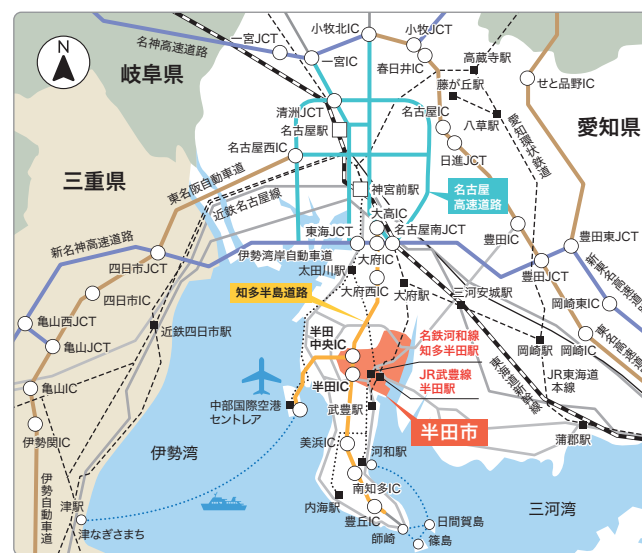 N
岐阜県
三重県
愛知県
名神高速道路
一宮JCT
小牧北IC
小牧JCT
一宮IC
春日井IC
高蔵寺駅
藤が丘駅
せと品野IC
清洲JCT
名古屋IC
八草駅
愛知環状鉄道
名古屋駅
名古屋西IC
日進JCT
東名阪自動車道
近鉄名古屋線
神宮前駅
名古屋
高速道路
大高IC
東海JCT
名古屋南JCT
豊田IC
豊田東JCT
新名神高速道路
伊勢湾岸自動車道
大府IC
太田川駅
四日市JCT
大府西IC
大府駅
豊田JCT
新東名高速道路
知多半島道路
三河安城駅
岡崎東IC
四日市IC
亀山西JCT
近鉄四日市駅
半田
中央IC
名鉄河和線
知多半田駅
岡崎駅
岡崎IC
東名高速道路
亀山JCT
半田IC
JR武豊線
半田駅
東海道新幹線
JR東海道
本線
亀山IC
中部国際空港
セントレア
武豊駅
半田市
蒲郡駅
伊勢関IC
伊勢湾
美浜IC
河和駅
伊勢自動車道
津駅
南知多IC
内海駅
三河湾
津なぎさまち
豊丘IC
日間賀島
師崎
篠島